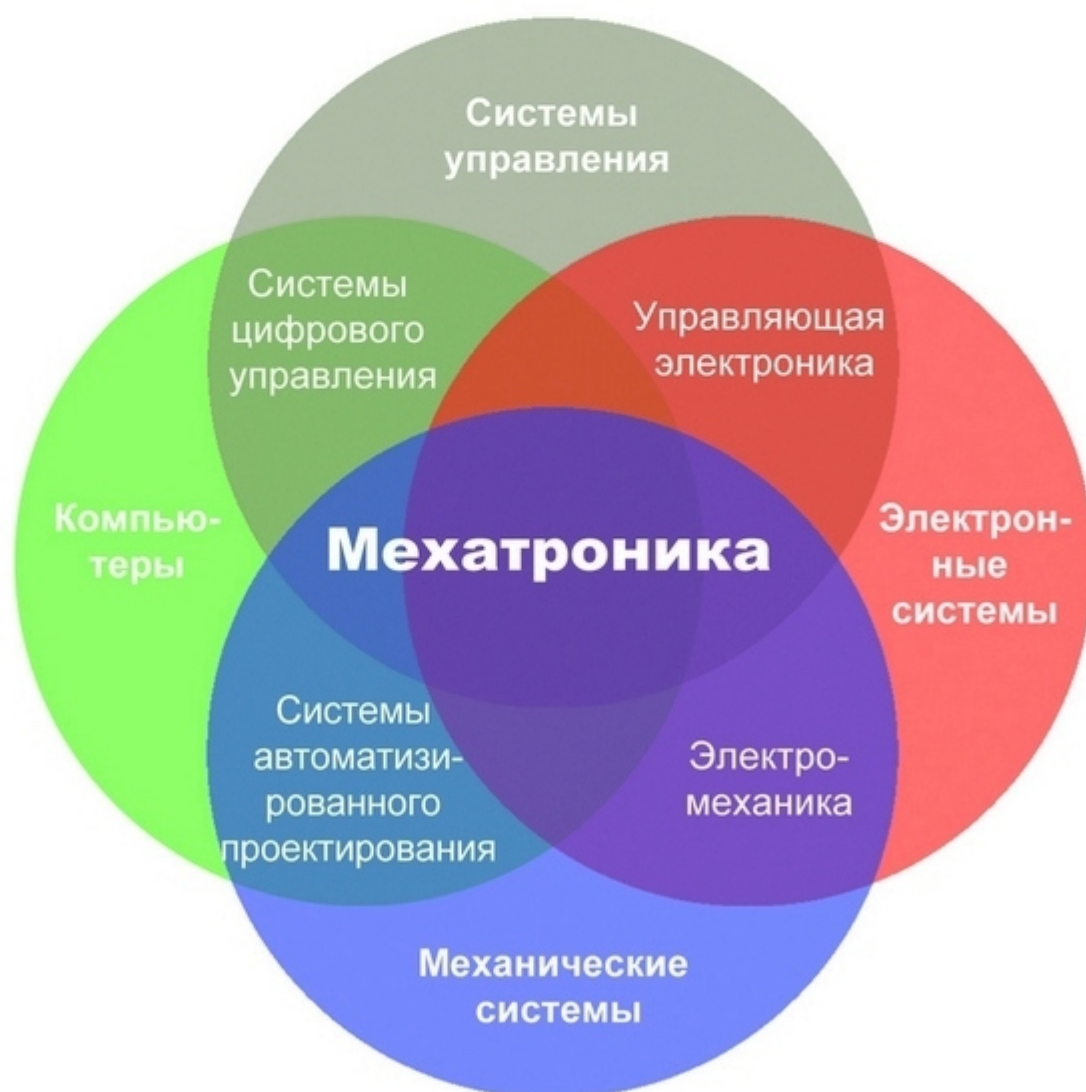 Системы
управления
Системы
цифрового
управления
Управляющая
электроника
Компью-
теры
Мехатроника
Электрон-
ные
системы
Системы
автоматизи-
рованного
проектирования
Электро-
механика
Механические
системы